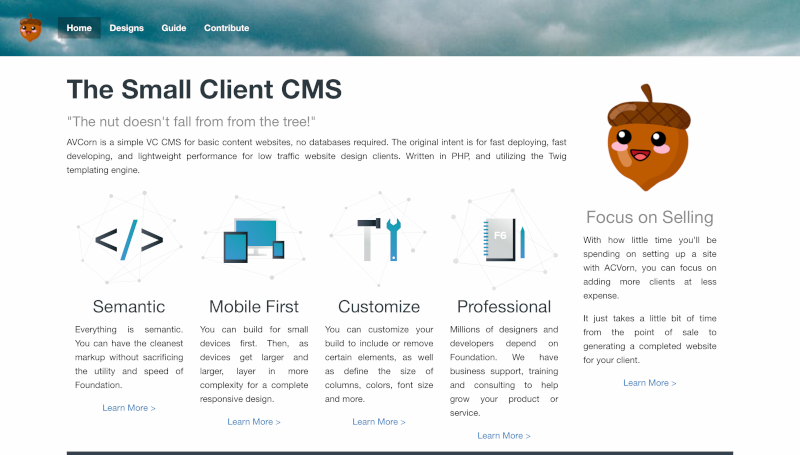 Home Designs Guide Contribute
The Small Client CMS
"The nut doesn't fall from from the tree!"
AVCorn is a simple VC CMS for basic content websites, no databases required. The original intent is for fast deploying, fast
developing, and lightweight performance for low traffic website design clients. Written in PHP, and utilizing the Twig
templating engine.
</>
Semantic
Everything is semantic.
You can have the cleanest
markup without sacrificing
the utility and speed of
Foundation.
Learn More >
Mobile First
You can build for small
devices first. Then, as
devices get larger and
larger, layer in more
complexity for a complete
responsive design.
Learn More >
Customize
You can customize your
build to include or remove
certain elements, as well
as define the size of
columns, colors, font size
and more.
Learn More >
F6
Professional
Millions of designers and
developers depend on
Foundation. We have
business support, training
and consulting to help
grow your product or
service.
Learn More >
Focus on Selling
With how little time you'll be
spending on setting up a site
with ACVorn, you can focus on
adding more clients at less
expense.
It just takes a little bit of time
from the point of sale to
generating a completed website
for your client.
Learn More >